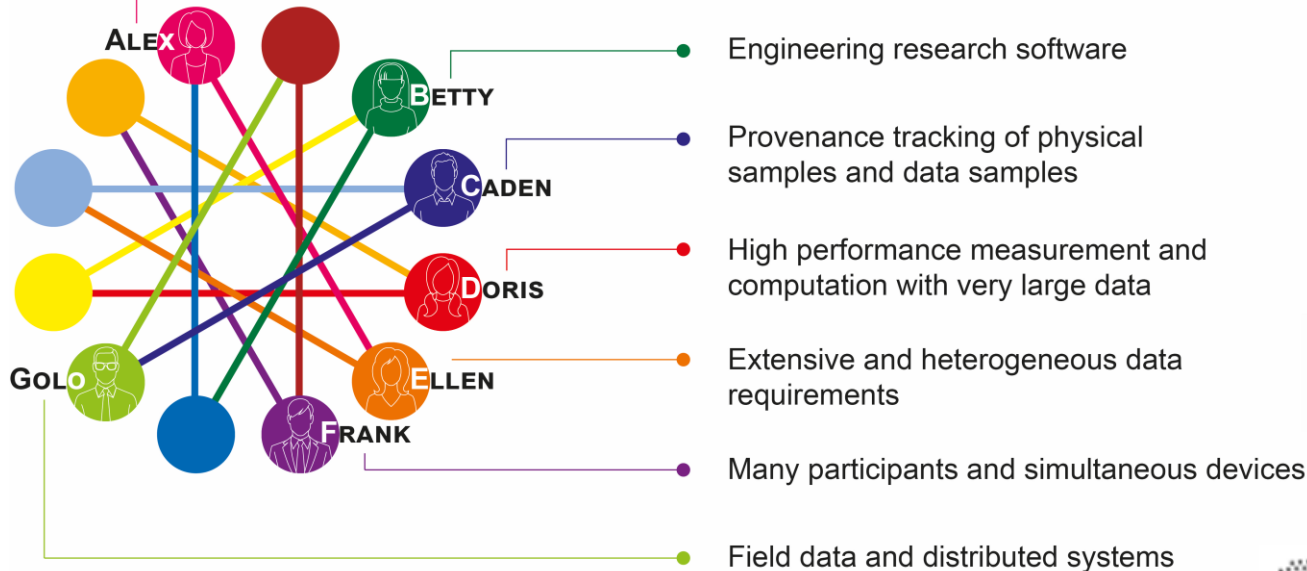 ALEX
BETTY
CADEN
DORIS
ELLEN
FRANK
GOLO
Engineering research software
Provenance tracking of physical
samples and data samples
High performance measurement and
computation with very large data
Extensive and heterogeneous data
requirements
Many participants and simultaneous devices
Field data and distributed systems